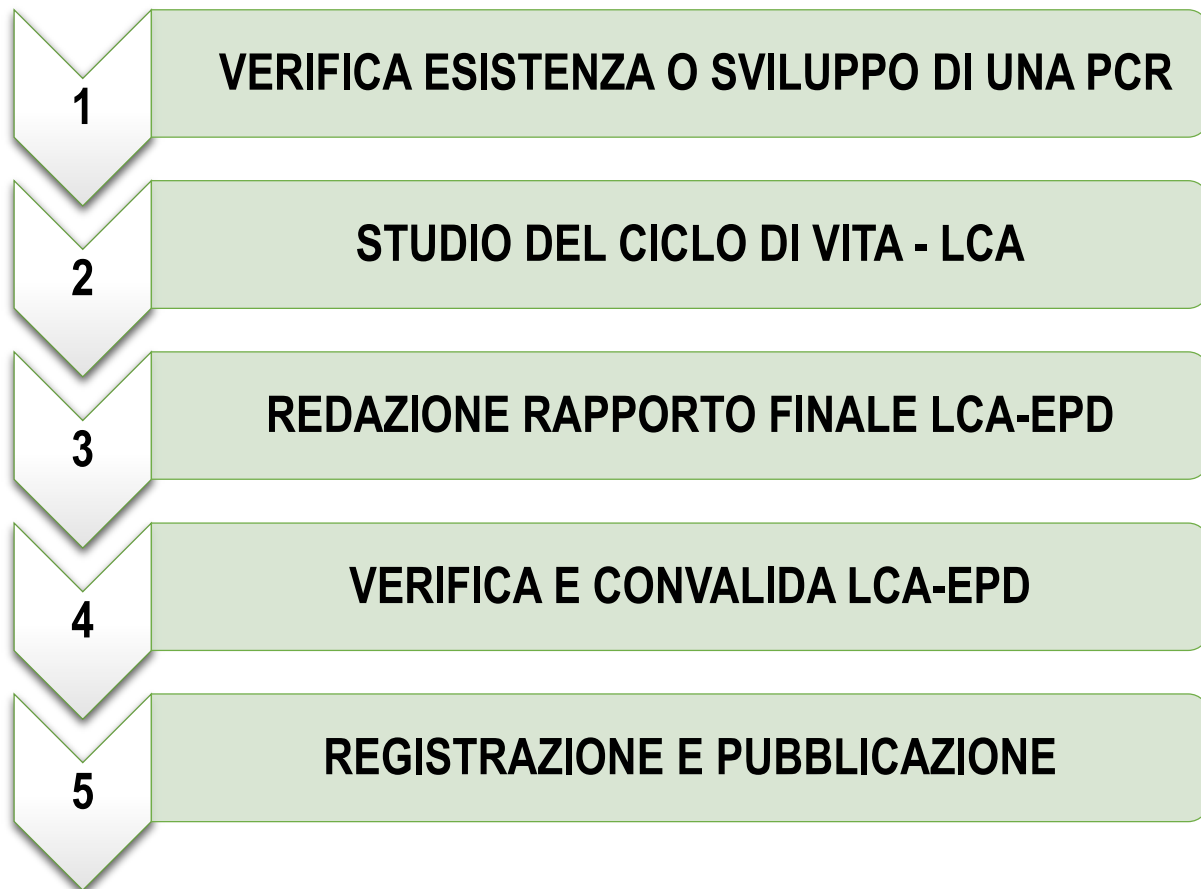 1
VERIFICA ESISTENZA O SVILUPPO DI UNA PCR
2
STUDIO DEL CICLO DI VITA - LCA
3
REDAZIONE RAPPORTO FINALE LCA-EPD
4
VERIFICA E CONVALIDA LCA-EPD
5
REGISTRAZIONE E PUBBLICAZIONE